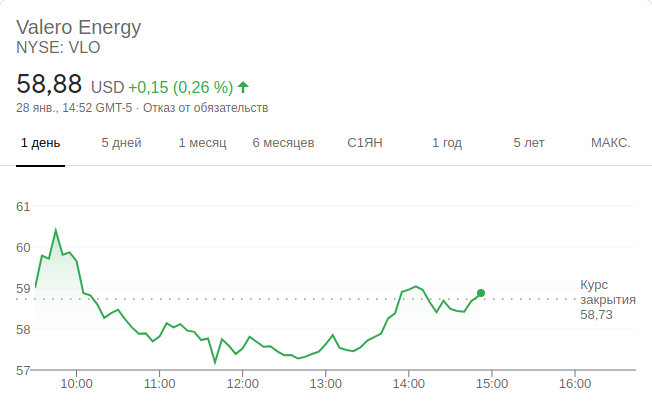 Valero Energy
NYSE: VLO
58,88 USD +0,15 (0,26 %)
28 янв., 14:52 GMT-5 · Отказ от обязательств
1 день 5 дней 1 месяц 6 месяцев С1ЯН 1 год 5 лет МАКС.
61
60
59
58
57
Курс
закрытия
58,73
10:00 11:00 12:00 13:00 14:00 15:00 16:00